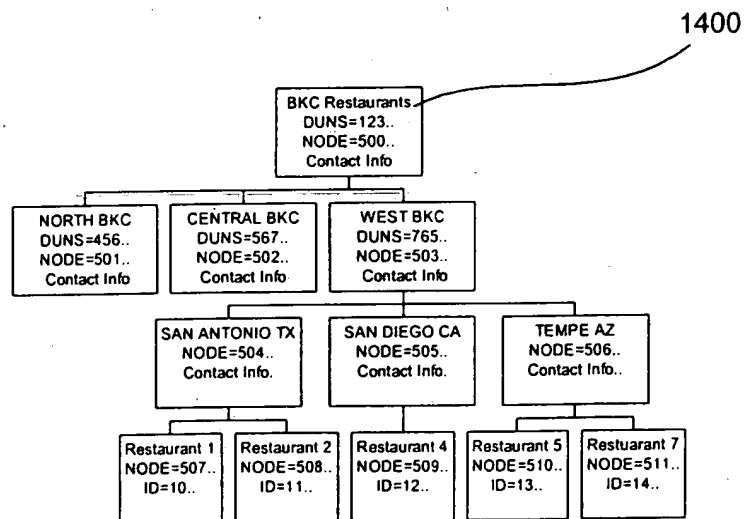 1400
BKC Restaurants
DUNS=123..
NODE=500..
Contact Info
NORTH BKC
DUNS=456..
NODE=501..
Contact Info
CENTRAL BKC
DUNS=567..
NODE=502..
Contact Info
WEST BKC
DUNS=765..
NODE=503..
Contact Info
SAN ANTONIO TX
NODE=504..
Contact Info.
SAN DIEGO CA
NODE=505..
Contact Info.
TEMPE AZ
NODE=506..
Contact Info..
Restaurant 1
NODE=507..
ID=10..
Restaurant 2
NODE=508..
ID=11..
Restaurant 4
NODE=509..
ID=12..
Restaurant 5
NODE=510..
ID=13..
Restuarant 7
NODE=511..
ID=14..